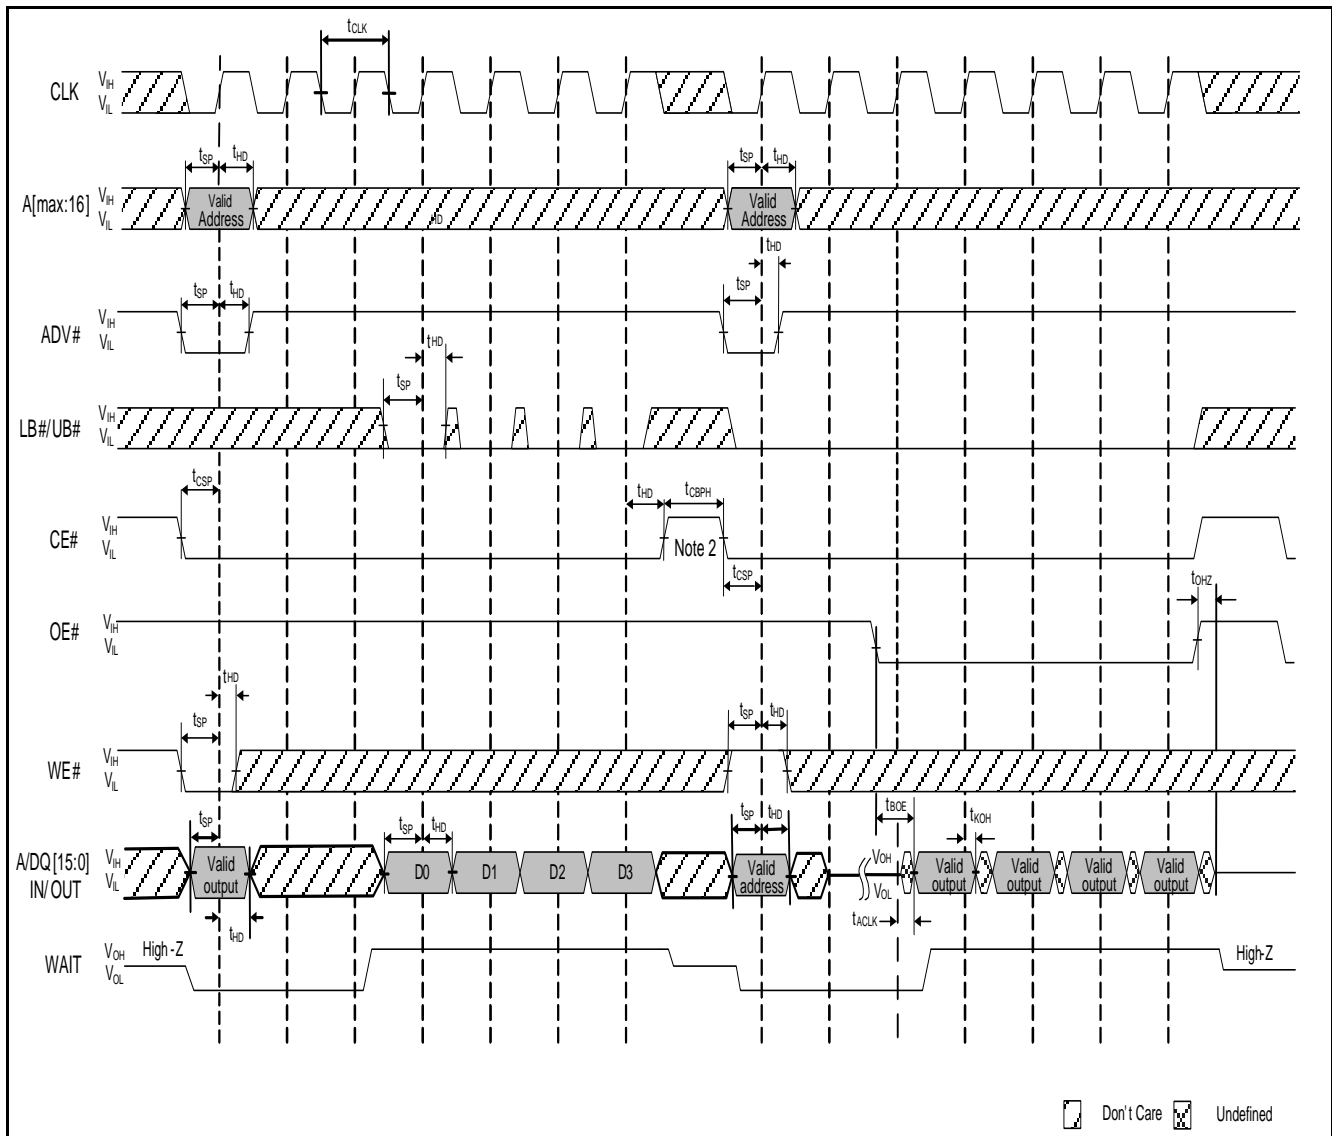 tCLK
CLK VIH
VIL
tSP tHD tSP tHD
A[max:16] VIH
VIL
Valid Address
HD
Valid Address
tHD
tSP tHD tSP
ADV# VIH
VIL
tHD
tSP
LB#/UB# VIH
VIL
tCSP tHD tCBPH
CE# VIH
VIL
Note 2
tCSP
tOHZ
OE# VIH
VIL
tHD
tSP tSP tHD
WE# VIH
VIL
tSP tSP tHD tSP tHD tBOE tKOH
A/DQ[15:0]
IN/OUT
VIH
VIL
Valid output
D0 D1 D2 D3
Valid address
VOH
VOL
Valid output
Valid output
Valid output
Valid output
tHD
tACLK
WAIT VOH
VOL
High-Z
High-Z
Don't Care Undefined